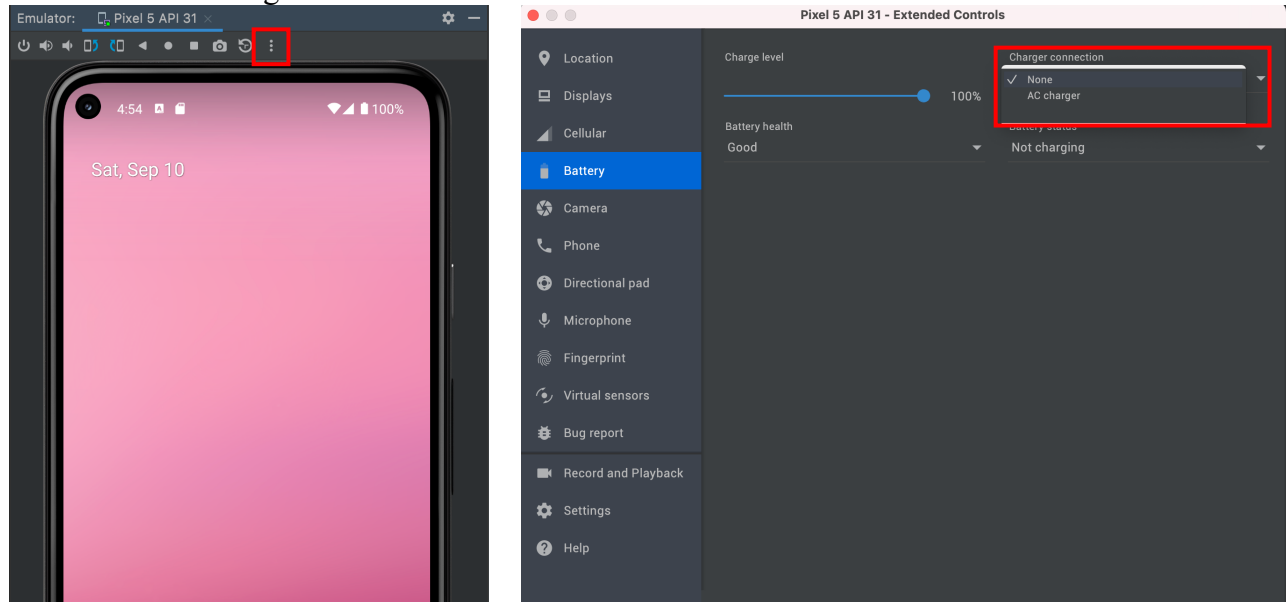 Emulator: Pixel 5 API 31
4:54 100%
Sat, Sep 10
Pixel 5 API 31 - Extended Controls
Location
Displays
Cellular
Battery
Camera
Phone
Directional pad
Microphone
Fingerprint
Virtual sensors
Bug report
Record and Playback
Settings
Help
Charge level
100%
Charger connection
None
AC charger
Battery health
Good
Battery status
Not charging